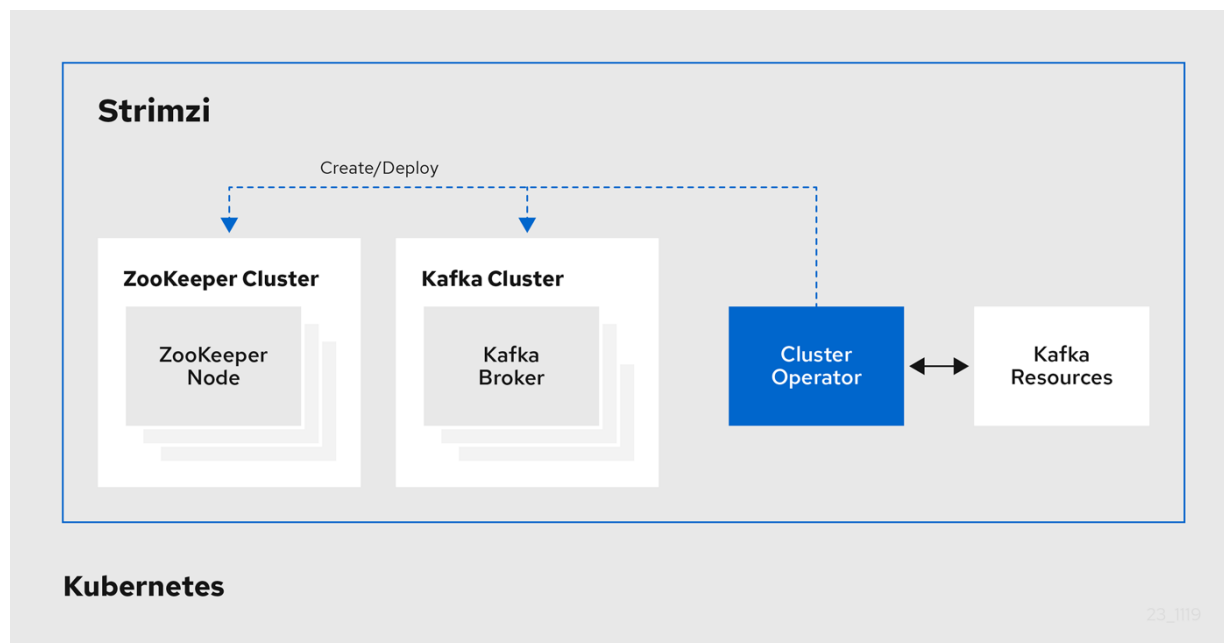 Strimzi
Create/Deploy
ZooKeeper Cluster
ZooKeeper
Node
Kafka Cluster
Kafka
Broker
Cluster
Operator
Kafka
Resources
Kubernetes
23_1119